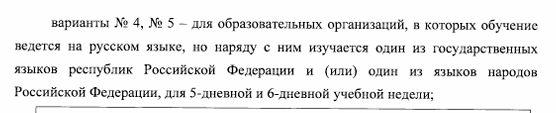 варианты № 4, № 5 – для образовательных организаций, в которых обучение
ведется на русском языке, но наряду с ним изучается один из государственных
языков республик Российской Федерации и (или) один из языков народов
Российской Федерации, для 5-дневной и 6-дневной учебной недели;